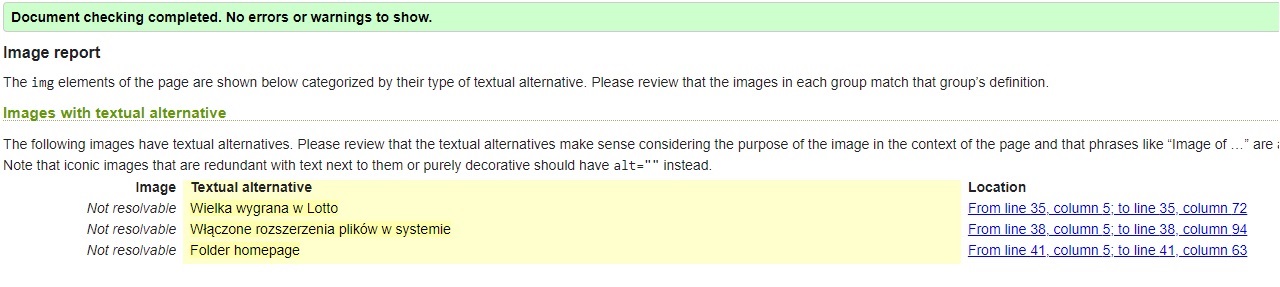 Document checking completed. No errors or warnings to show.
Image report
The img elements of the page are shown below categorized by their type of textual alternative. Please review that the images in each group match that group’s definition.
Images with textual alternative
The following images have textual alternatives. Please review that the textual alternatives make sense considering the purpose of the image in the context of the page and that phrases like “Image of …” are
Note that iconic images that are redundant with text next to them or purely decorative should have alt="" instead.
Image Textual alternative Location
Not resolvable Wielka wygrana w Lotto From line 35, column 5; to line 35, column 72
Not resolvable Włączone rozszerzenia plików w systemie From line 38, column 5; to line 38, column 94
Not resolvable Folder homepage From line 41, column 5; to line 41, column 63